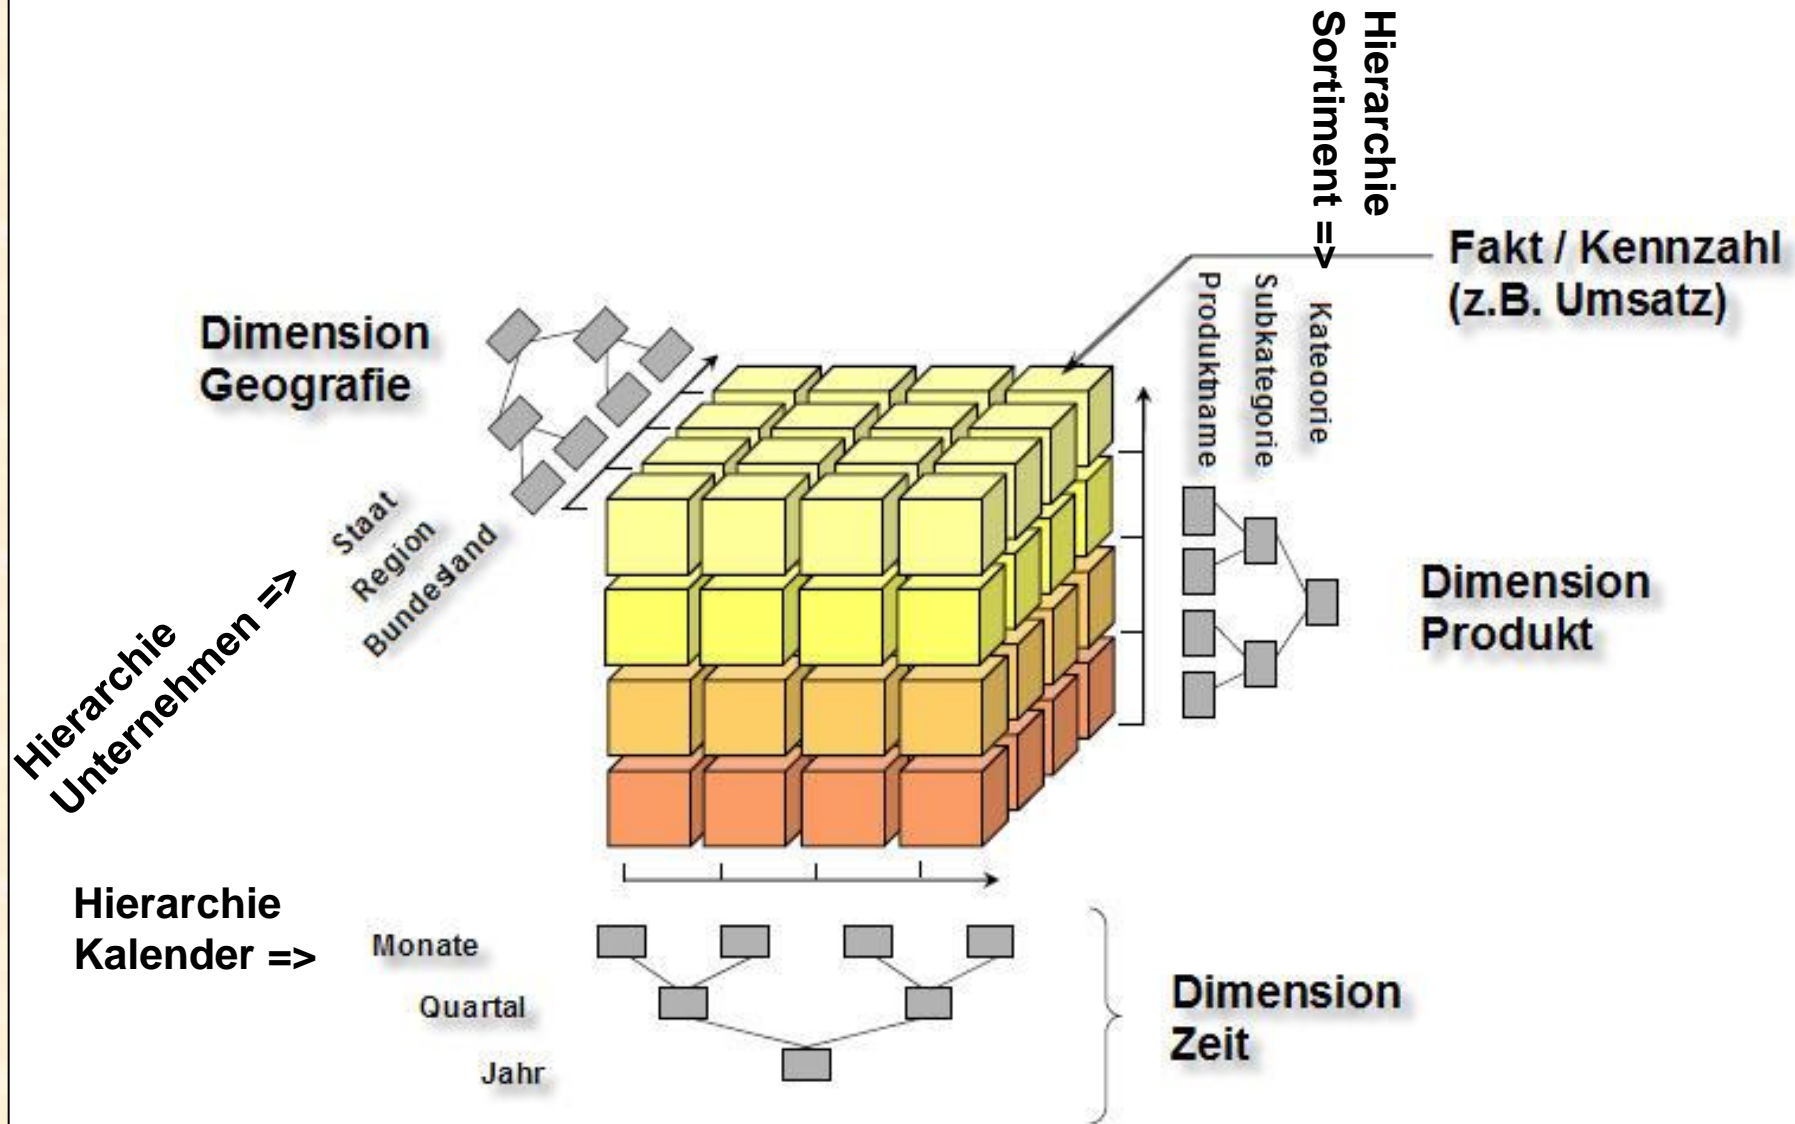 Hierarchie
Sortiment =>
Fakt / Kennzahl
(z.B. Umsatz)
Produktname
Subkategorie
Kategorie
Dimension
Geografie
Staat
Region
Bundesland
Hierarchie
Unternehmen =>
Dimension
Produkt
Hierarchie
Kalender =>
Monate
Quartal
Jahr
Dimension
Zeit